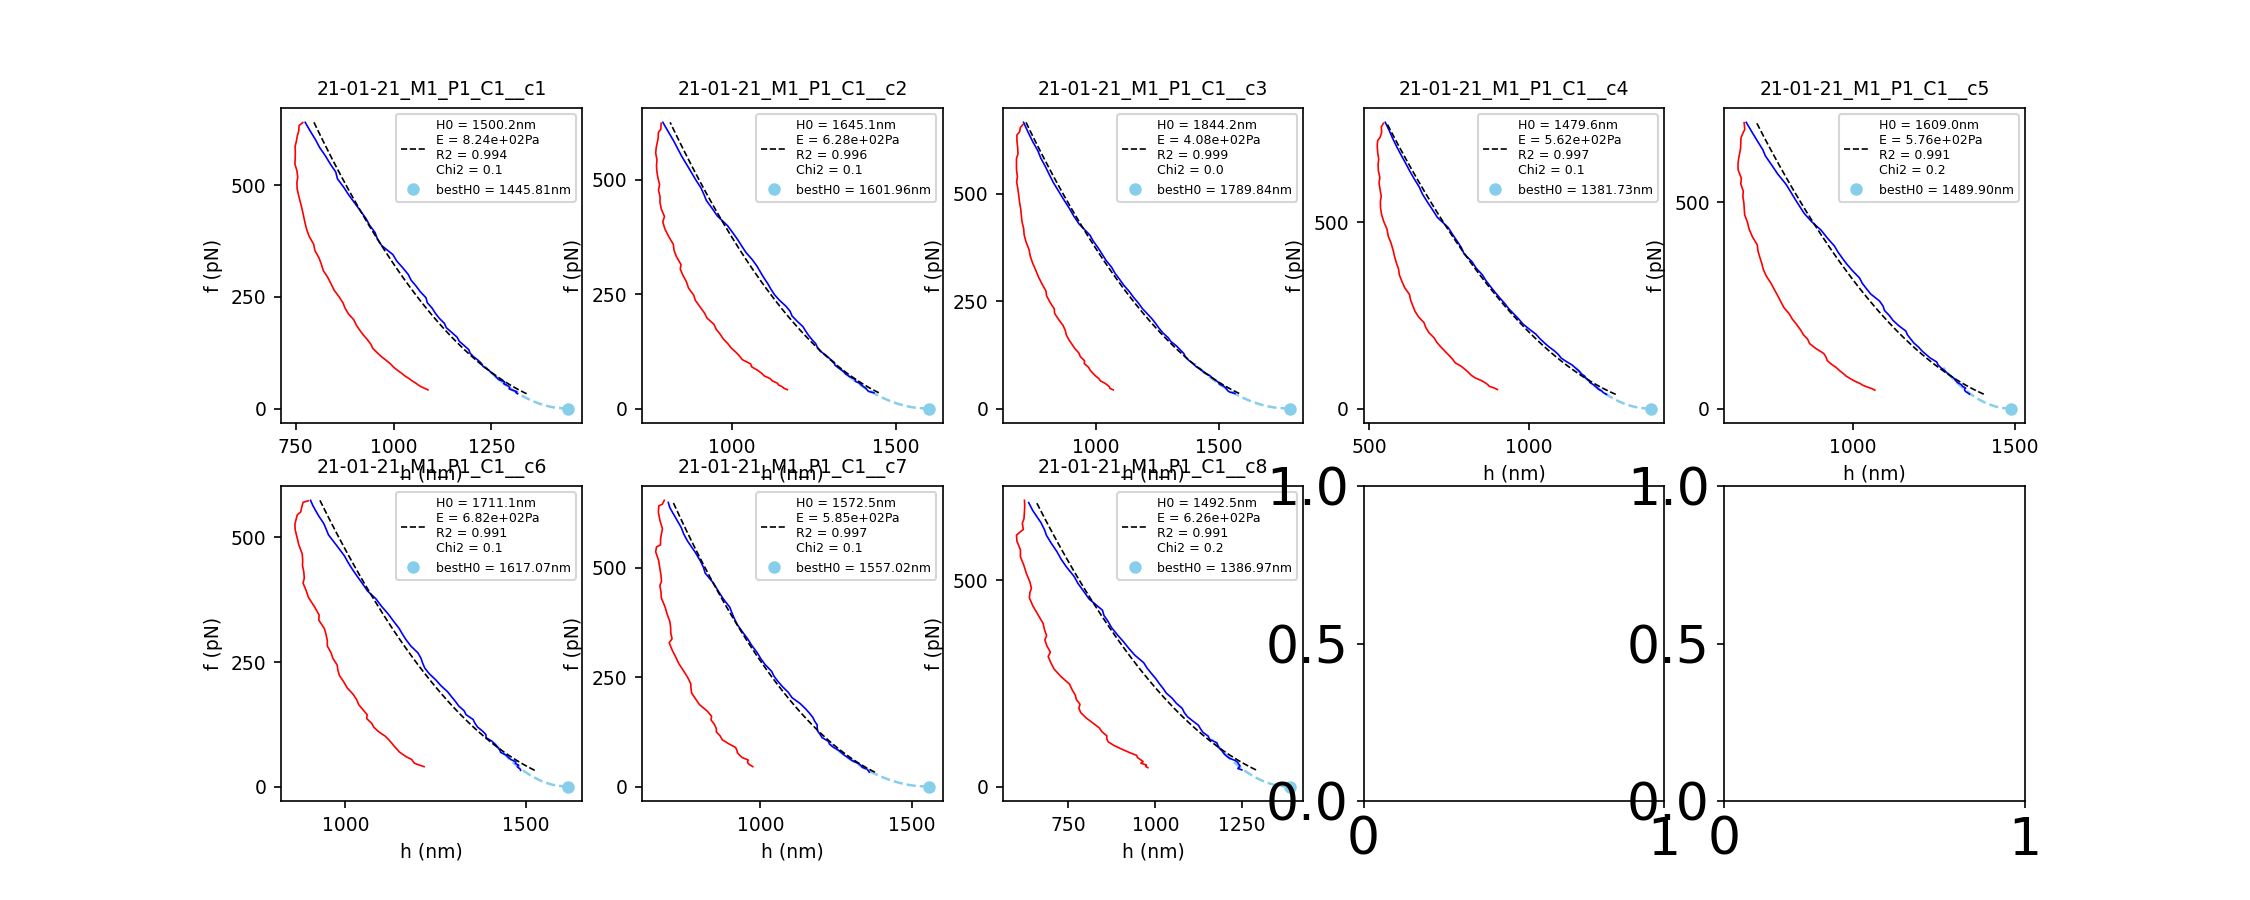 21-01-21_M1_P1_C1__c1
H0 = 1500.2nm
E = 8.24e+02Pa
R2 = 0.994
Chi2 = 0.1
bestH0 = 1445.81nm
f (pN)
500
250
0
750 1000 1250
h (nm)
21-01-21_M1_P1_C1__c2
H0 = 1645.1nm
E = 6.28e+02Pa
R2 = 0.996
Chi2 = 0.1
bestH0 = 1601.96nm
f (pN)
500
250
0
1000 1500
h (nm)
21-01-21_M1_P1_C1__c3
H0 = 1844.2nm
E = 4.08e+02Pa
R2 = 0.999
Chi2 = 0.0
bestH0 = 1789.84nm
f (pN)
500
250
0
1000 1500
h (nm)
21-01-21_M1_P1_C1__c4
H0 = 1479.6nm
E = 5.62e+02Pa
R2 = 0.997
Chi2 = 0.1
bestH0 = 1381.73nm
f (pN)
500
0
500 1000
h (nm)
21-01-21_M1_P1_C1__c5
H0 = 1609.0nm
E = 5.76e+02Pa
R2 = 0.991
Chi2 = 0.2
bestH0 = 1489.90nm
f (pN)
500
0
1000 1500
h (nm)
21-01-21_M1_P1_C1__c6
H0 = 1711.1nm
E = 6.82e+02Pa
R2 = 0.991
Chi2 = 0.1
bestH0 = 1617.07nm
f (pN)
500
250
0
1000 1500
h (nm)
21-01-21_M1_P1_C1__c7
H0 = 1572.5nm
E = 5.85e+02Pa
R2 = 0.997
Chi2 = 0.1
bestH0 = 1557.02nm
f (pN)
500
250
0
1000 1500
h (nm)
21-01-21_M1_P1_C1__c8
H0 = 1492.5nm
E = 6.26e+02Pa
R2 = 0.991
Chi2 = 0.2
bestH0 = 1386.97nm
f (pN)
500
0
750 1000 1250
h (nm)
1.0
0.5
0.0
0 1
1.0
0.5
0.0
0 1